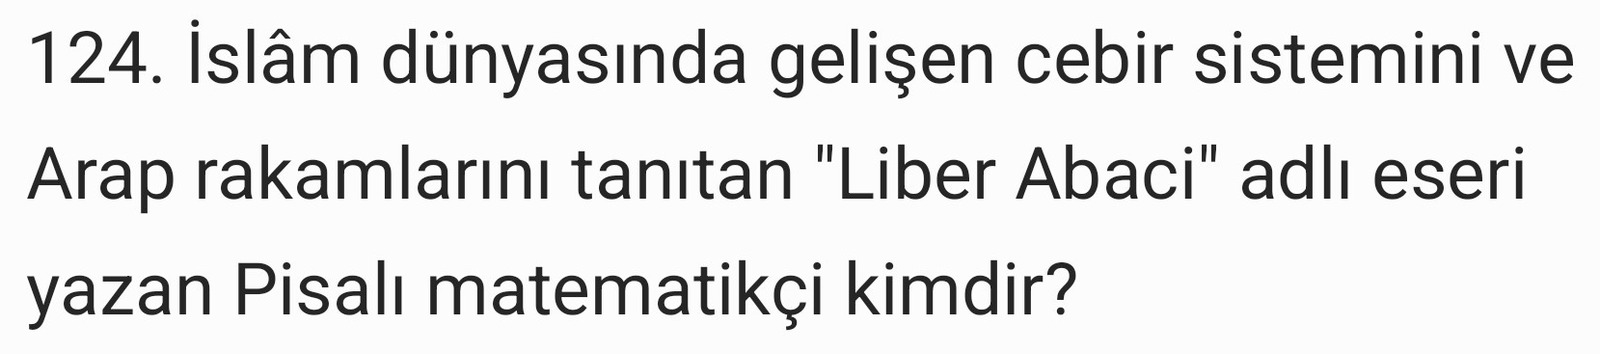 124. İslâm dünyasında gelişen cebir sistemini ve
Arap rakamlarını tanıtan "Liber Abaci" adlı eseri
yazan Pisalı matematikçi kimdir?